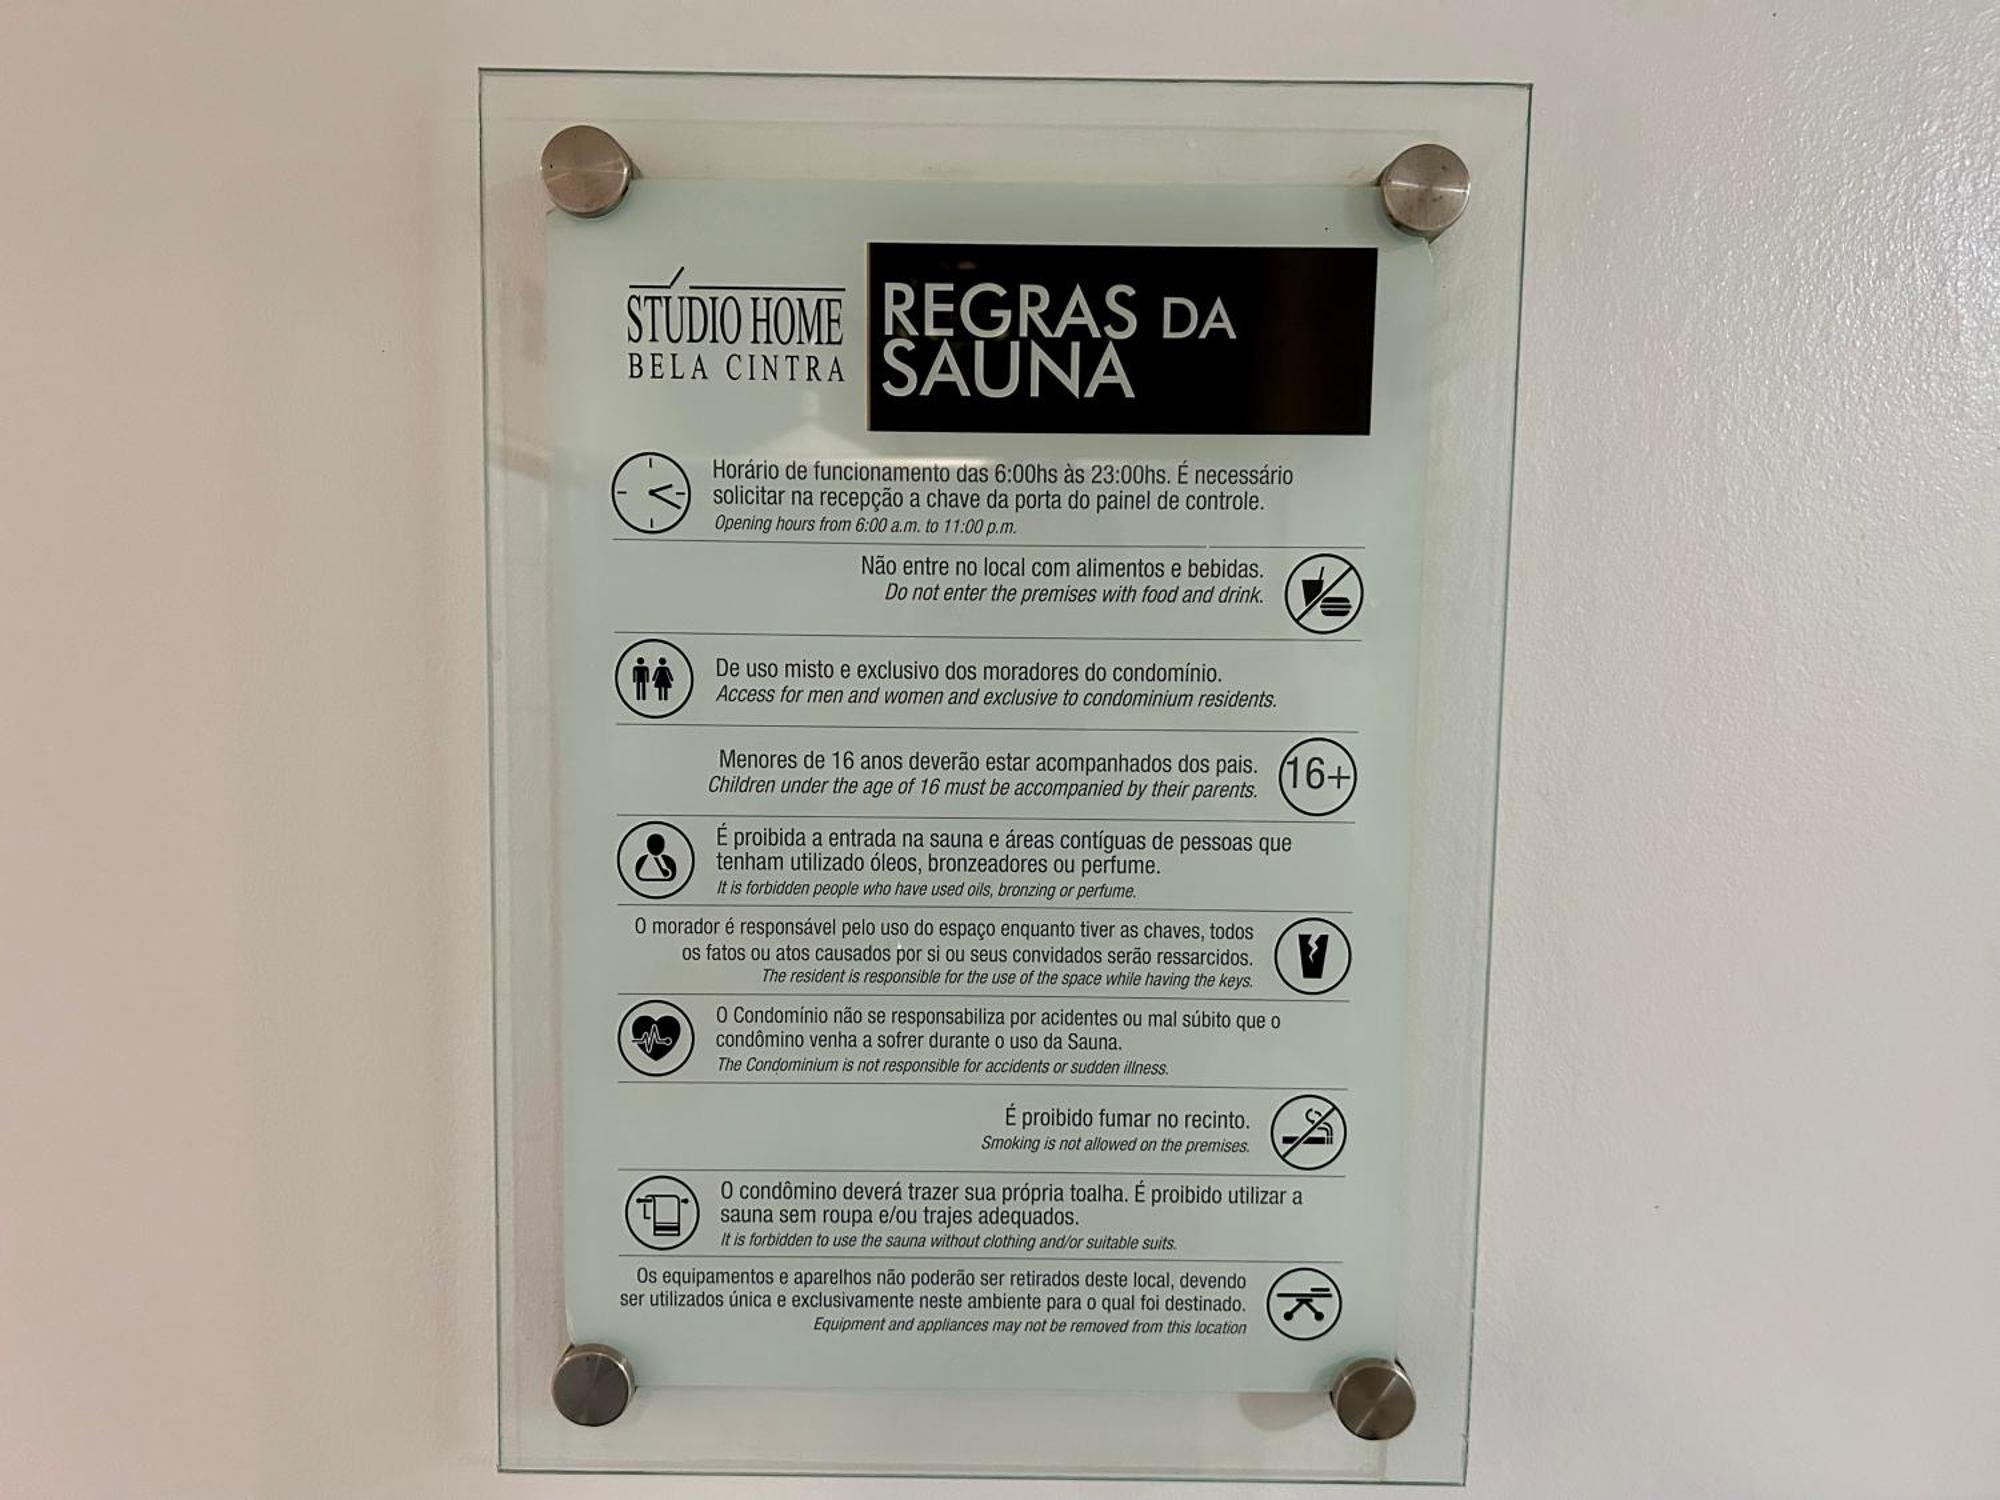 STÚDIO HOME
BELA CINTRA
REGRAS DA
SAUNA
Horário de funcionamento das 6:00hs às 23:00hs. É necessário
solicitar na recepção a chave da porta do painel de controle.
Opening hours from 6:00 a.m. to 11:00 p.m.
Não entre no local com alimentos e bebidas.
Do not enter the premises with food and drink.
De uso misto e exclusivo dos moradores do condomínio.
Access for men and women and exclusive to condominium residents.
Menores de 16 anos deverão estar acompanhados dos pais.
Children under the age of 16 must be accompanied by their parents.
16+
É proibida a entrada na sauna e áreas contíguas de pessoas que
tenham utilizado óleos, bronzeadores ou perfume.
It is forbidden people who have used oils, bronzing or perfume.
O morador é responsável pelo uso do espaço enquanto tiver as chaves, todos
os fatos ou atos causados por si ou seus convidados serão ressarcidos.
The resident is responsible for the use of the space while having the keys.
O Condomínio não se responsabiliza por acidentes ou mal súbito que o
condômino venha a sofrer durante o uso da Sauna.
The Condominium is not responsible for accidents or sudden illness.
É proibido fumar no recinto.
Smoking is not allowed on the premises.
O condômino deverá trazer sua própria toalha. É proibido utilizar a
sauna sem roupa e/ou trajes adequados.
It is forbidden to use the sauna without clothing and/or suitable suits.
Os equipamentos e aparelhos não poderão ser retirados deste local, devendo
ser utilizados única e exclusivamente neste ambiente para o qual foi destinado.
Equipment and appliances may not be removed from this location